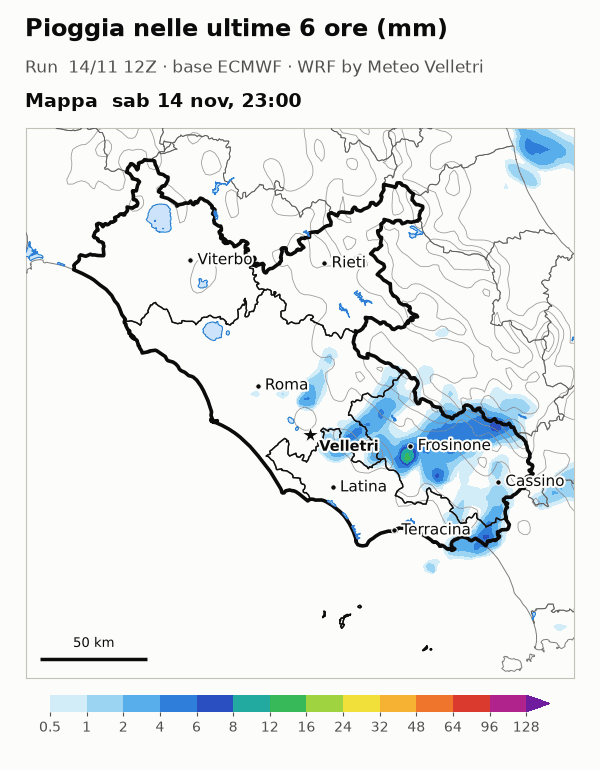 Pioggia nelle ultime 6 ore (mm)
Run 14/11 12Z · base ECMWF · WRF by Meteo Velletri
Mappa sab 14 nov, 23:00
Viterbo
Rieti
Roma
Velletri
Frosinone
Latina
Cassino
Terracina
50 km
0.5 1 2 4 6 8 12 16 24 32 48 64 96 128